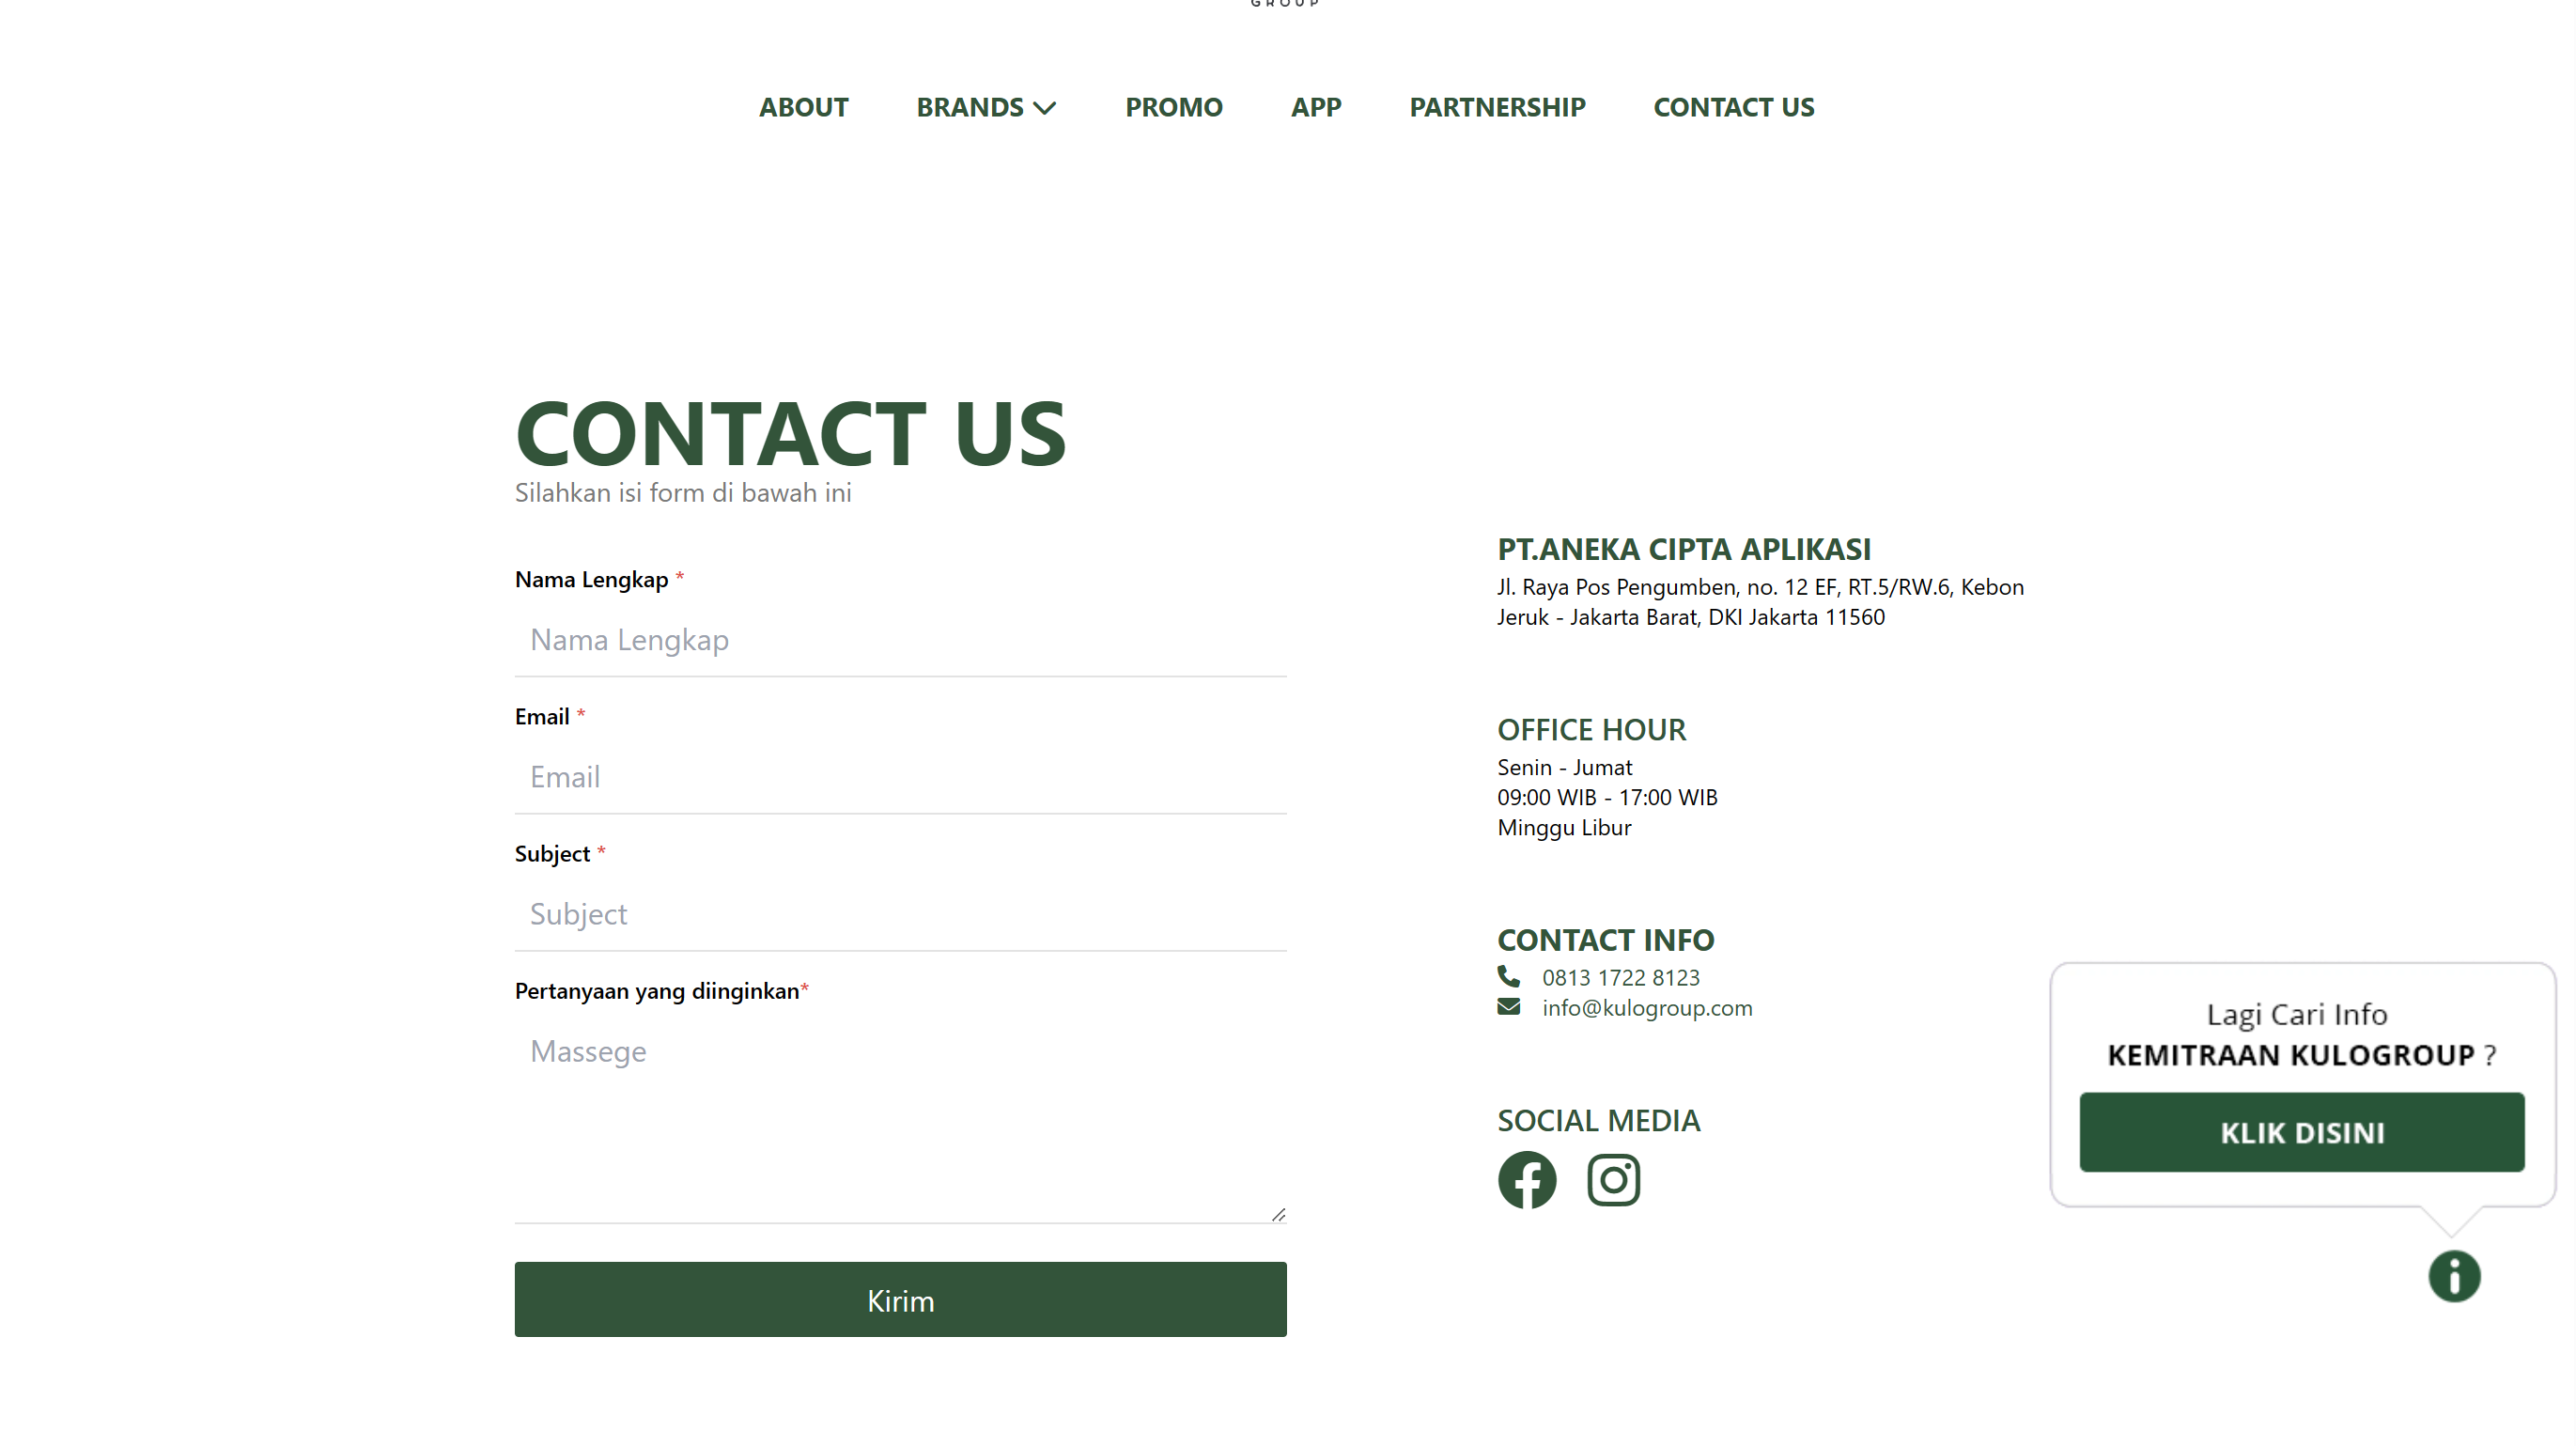 GROUP
ABOUT BRANDS PROMO APP PARTNERSHIP CONTACT US
CONTACT US
Silahkan isi form di bawah ini
Nama Lengkap *
Nama Lengkap
Email *
Email
Subject *
Subject
Pertanyaan yang diinginkan*
Massege
Kirim
PT.ANEKA CIPTA APLIKASI
Jl. Raya Pos Pengumben, no. 12 EF, RT.5/RW.6, Kebon
Jeruk - Jakarta Barat, DKI Jakarta 11560
OFFICE HOUR
Senin - Jumat
09:00 WIB - 17:00 WIB
Minggu Libur
CONTACT INFO
0813 1722 8123
info@kulogroup.com
SOCIAL MEDIA
Lagi Cari Info
KEMITRAAN KULOGROUP ?
KLIK DISINI